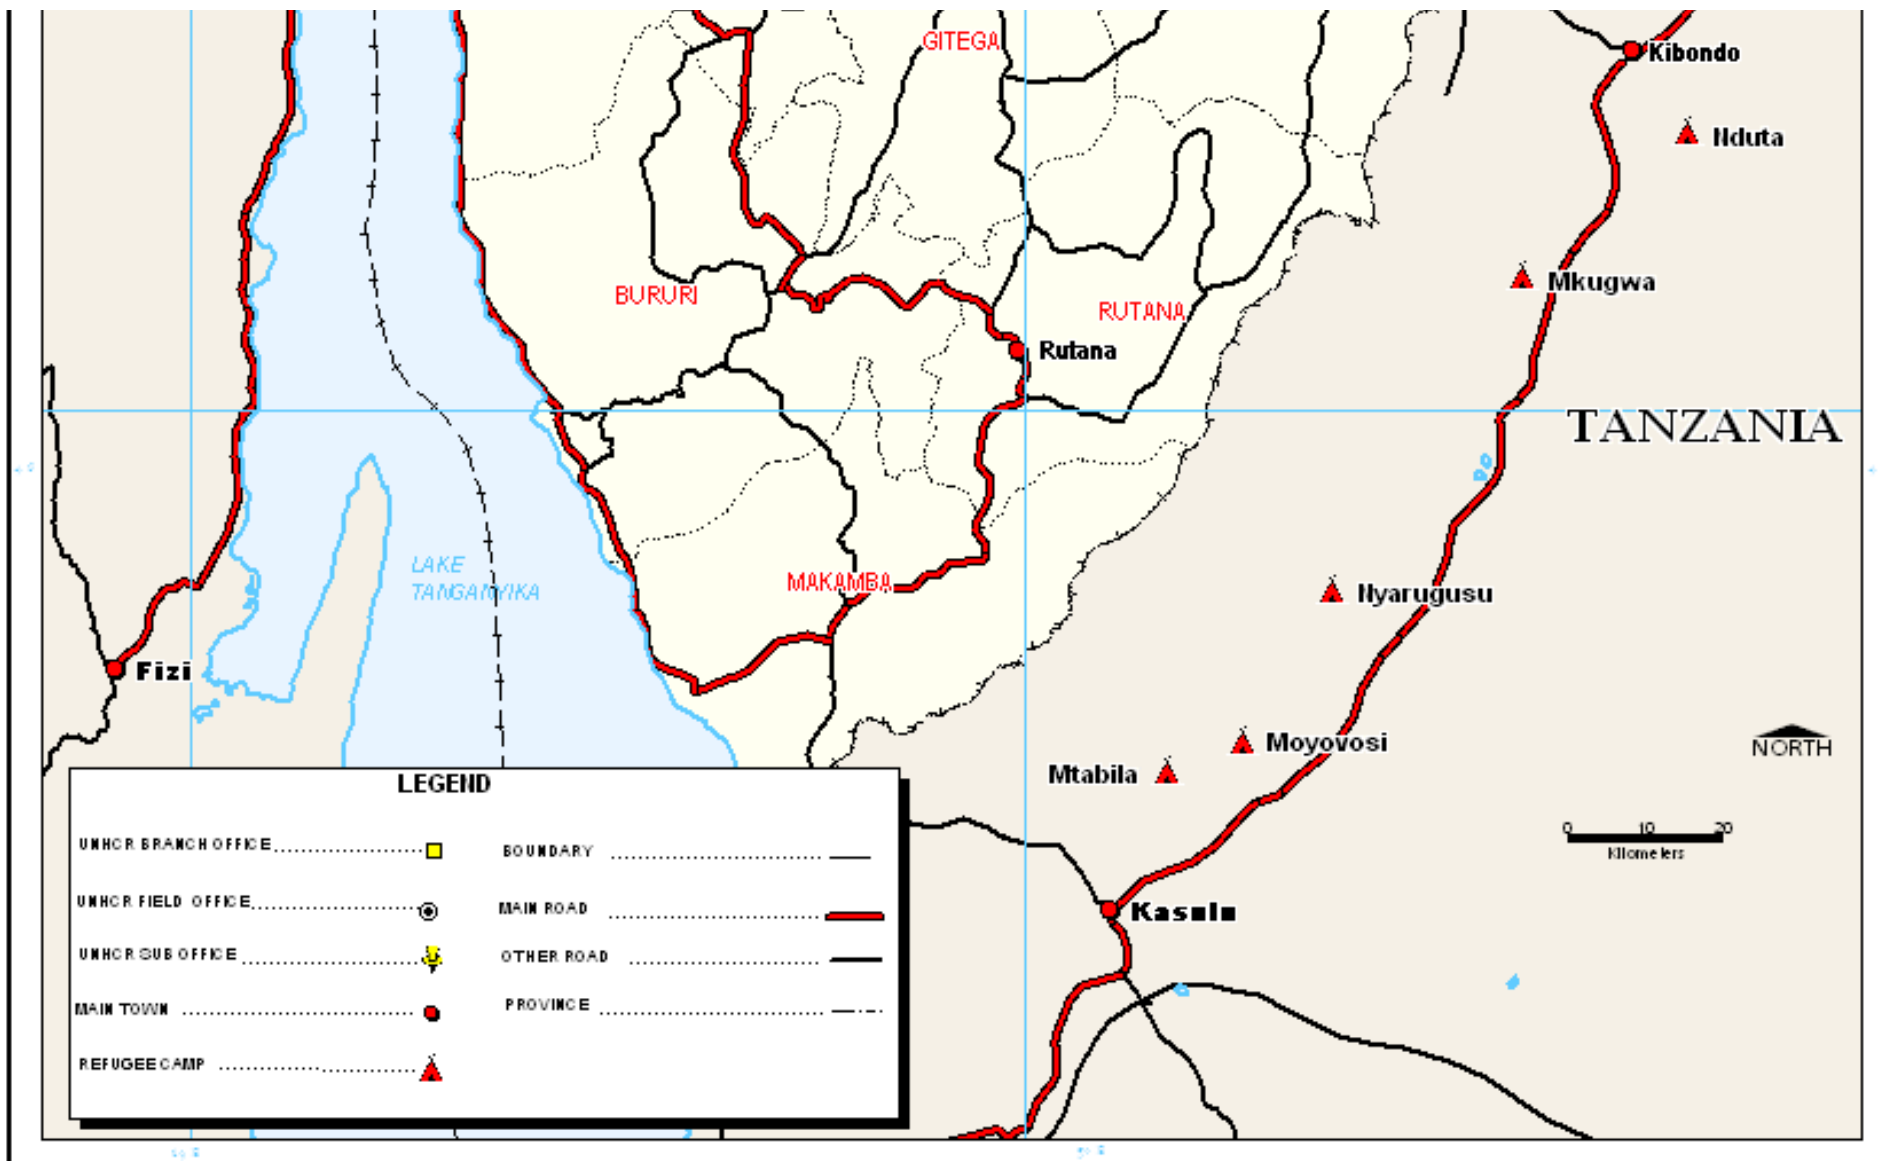 GITEGA
Kibondo
Nduta
BURURI
Mkugwa
RUTANA
Rutana
TANZANIA
LAKE
TANGANYIKA
MAKAMBA
Nyarugusu
Fizi
Moyovosi
NORTH
Mtabila
0 10 20
Kilometers
Kasulu
LEGEND
UNHCR BRANCH OFFICE
UNHCR FIELD OFFICE
UNHCR SUB OFFICE
MAIN TOWN
REFUGEE CAMP
BOUNDARY
MAIN ROAD
OTHER ROAD
PROVINCE